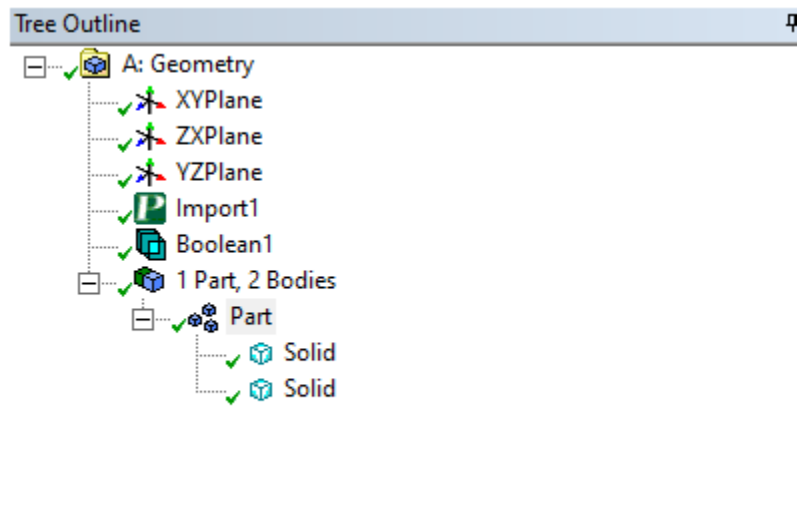 Tree Outline
A: Geometry
XYPlane
ZXPlane
YZPlane
Import1
Boolean1
1 Part, 2 Bodies
Part
Solid
Solid